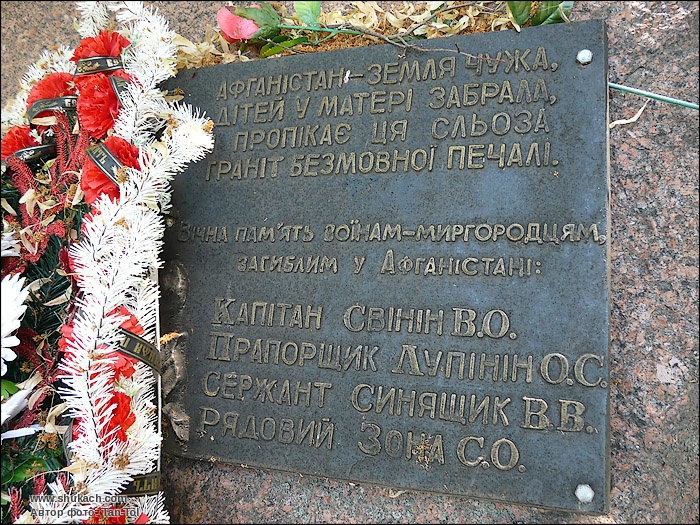 АФГАНІСТАН–ЗЕМЛЯ ЧУЖА,
ДІТЕЙ У МАТЕРІ ЗАБРАЛА,
ПРОПІКАЄ ЦЯ СЛЬОЗА
ГРАНІТ БЕЗМОВНОЇ ПЕЧАЛІ.
ВІЧНА ПАМ'ЯТЬ ВОЇНАМ–МИРГОРОДЦЯМ,
ЗАГИБЛИМ У АФГАНІСТАНІ:
КАПІТАН СВІНІН В.О.
ПРАПОРЩИК ЛУПІНІН О.С.
СЕРЖАНТ СИНЯЩИК В.В.
РЯДОВИЙ ЗОНА С.О.
www.shukach.com
Автор фото: Tan-fol